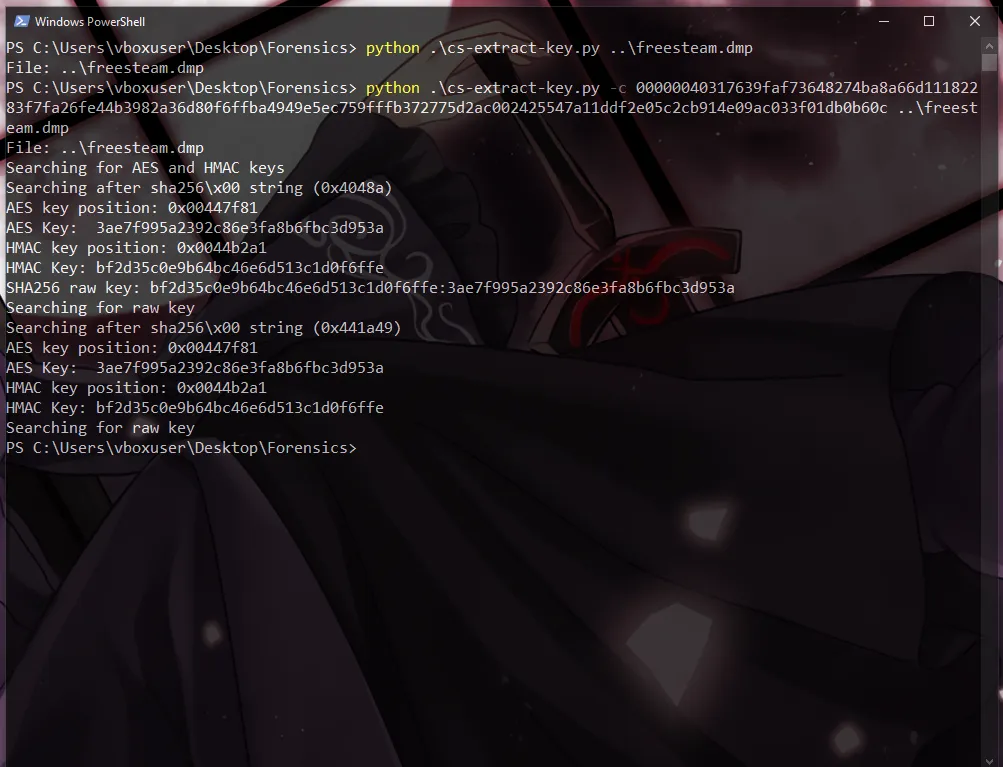 Windows PowerShell
PS C:\Users\vboxuser\Desktop\Forensics> python .\cs-extract-key.py ..\freesteam.dmp
File: ..\freesteam.dmp
PS C:\Users\vboxuser\Desktop\Forensics> python .\cs-extract-key.py -c 00000040317639faf73648274ba8a66d111822
83f7fa26fe44b3982a36d80f6ffba4949e5ec759fffb372775d2ac002425547a11ddf2e05c2cb914e09ac033f01db0b60c ..\freest
eam.dmp
File: ..\freesteam.dmp
Searching for AES and HMAC keys
Searching after sha256\x00 string (0x4048a)
AES key position: 0x00447f81
AES Key:  3ae7f995a2392c86e3fa8b6fbc3d953a
HMAC key position: 0x0044b2a1
HMAC Key: bf2d35c0e9b64bc46e6d513c1d0f6ffe
SHA256 raw key: bf2d35c0e9b64bc46e6d513c1d0f6ffe:3ae7f995a2392c86e3fa8b6fbc3d953a
Searching for raw key
Searching after sha256\x00 string (0x441a49)
AES key position: 0x00447f81
AES Key:  3ae7f995a2392c86e3fa8b6fbc3d953a
HMAC key position: 0x0044b2a1
HMAC Key: bf2d35c0e9b64bc46e6d513c1d0f6ffe
Searching for raw key
PS C:\Users\vboxuser\Desktop\Forensics>